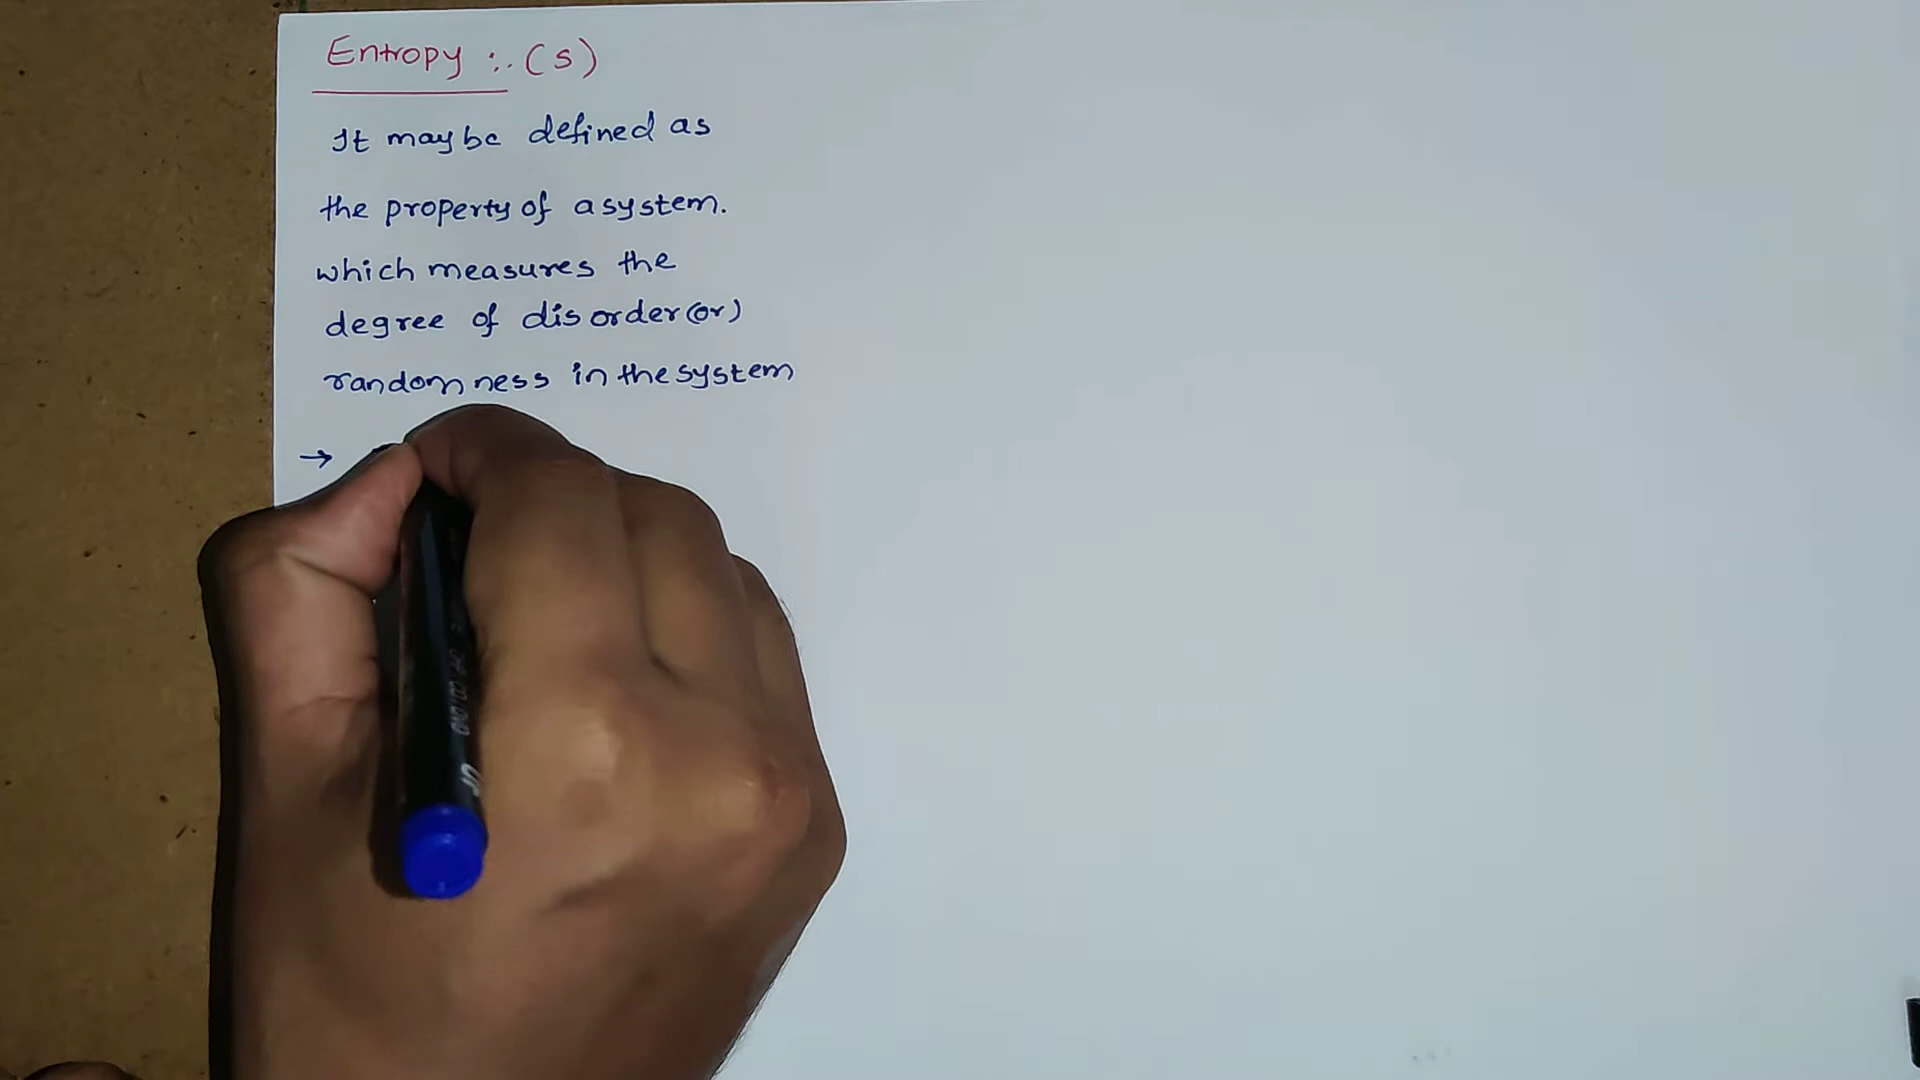 Entropy :. (s)
It may be defined as
the property of a system.
which measures the
degree of disorder (or)
randomness in the system
→